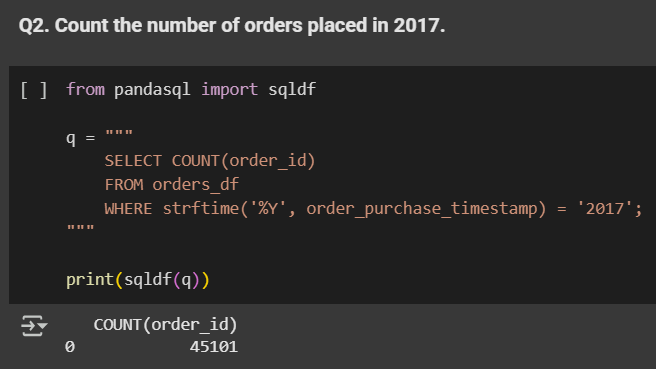 Q2. Count the number of orders placed in 2017.
[ ] from pandasql import sqldf
q = """
SELECT COUNT(order_id)
FROM orders_df
WHERE strftime('%Y', order_purchase_timestamp) = '2017';
"""
print(sqldf(q))
COUNT(order_id)
0 45101